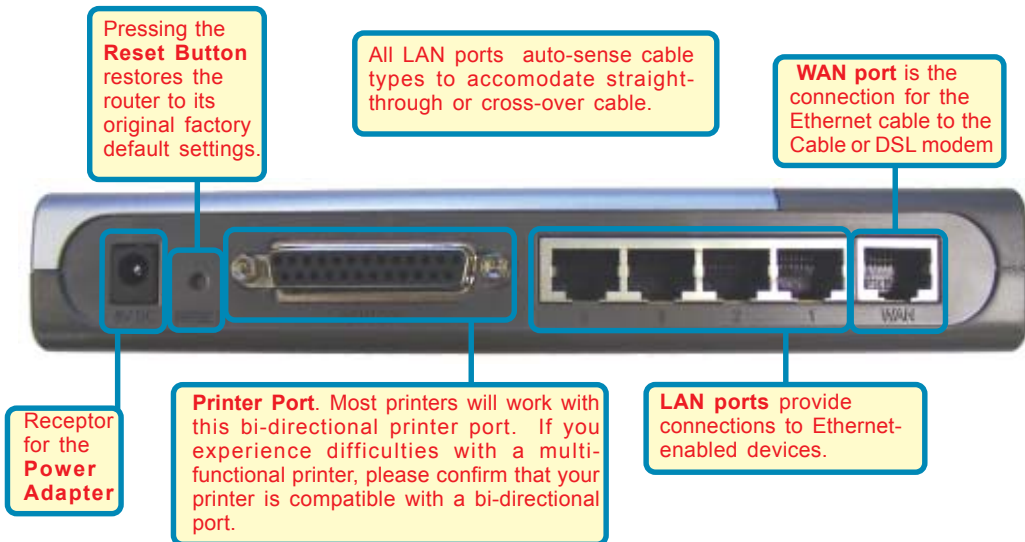 Pressing the
Reset Button
restores the
router to its
original factory
default settings.
All LAN ports auto-sense cable
types to accomodate straight-
through or cross-over cable.
WAN port is the
connection for the
Ethernet cable to the
Cable or DSL modem
2
1
WAN
Receptor
for the
Power
Adapter
Printer Port. Most printers will work with
this bi-directional printer port. If you
experience difficulties with a multi-
functional printer, please confirm that your
printer is compatible with a bi-directional
port.
LAN ports provide
connections to Ethernet-
enabled devices.